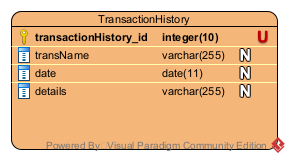 TransactionHistory
transactionHistory_id integer(10) U
transName varchar(255) N
date date(11) N
details varchar(255) N
Powered By: Visual Paradigm Community Edition